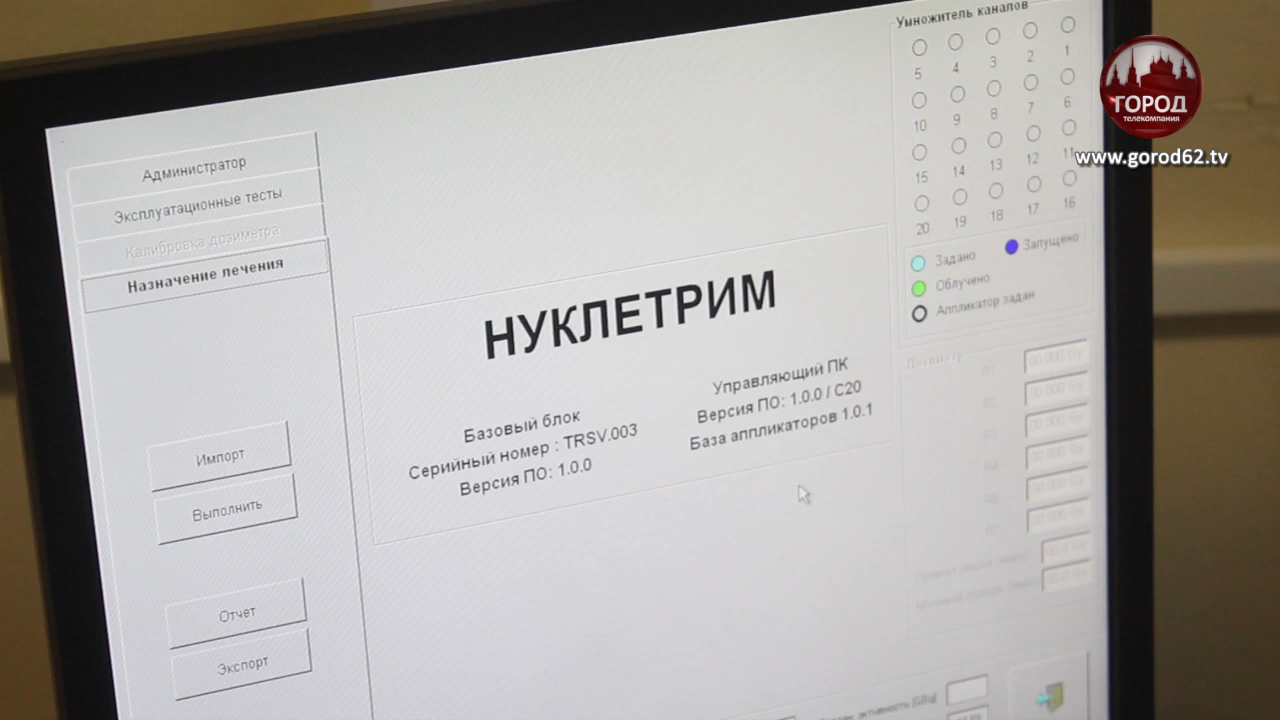 Умножитель каналов
5 4 3 2 1
10 9 8 7 6
15 14 13 12 11
20 19 18 17 16
ГОРОД
телекомпания
www.gorod62.tv
Администратор
Эксплуатационные тесты
Калибровка дозиметра
Назначение лечения
Задано
Запущено
Облучено
Аппликатор задан
НУКЛЕТРИМ
Базовый блок
Серийный номер : TRSV.003
Версия ПО: 1.0.0
Управляющий ПК
Версия ПО: 1.0.0 / C20
База аппликаторов 1.0.1
Импорт
Выполнить
Отчет
Экспорт
активность [GBq]